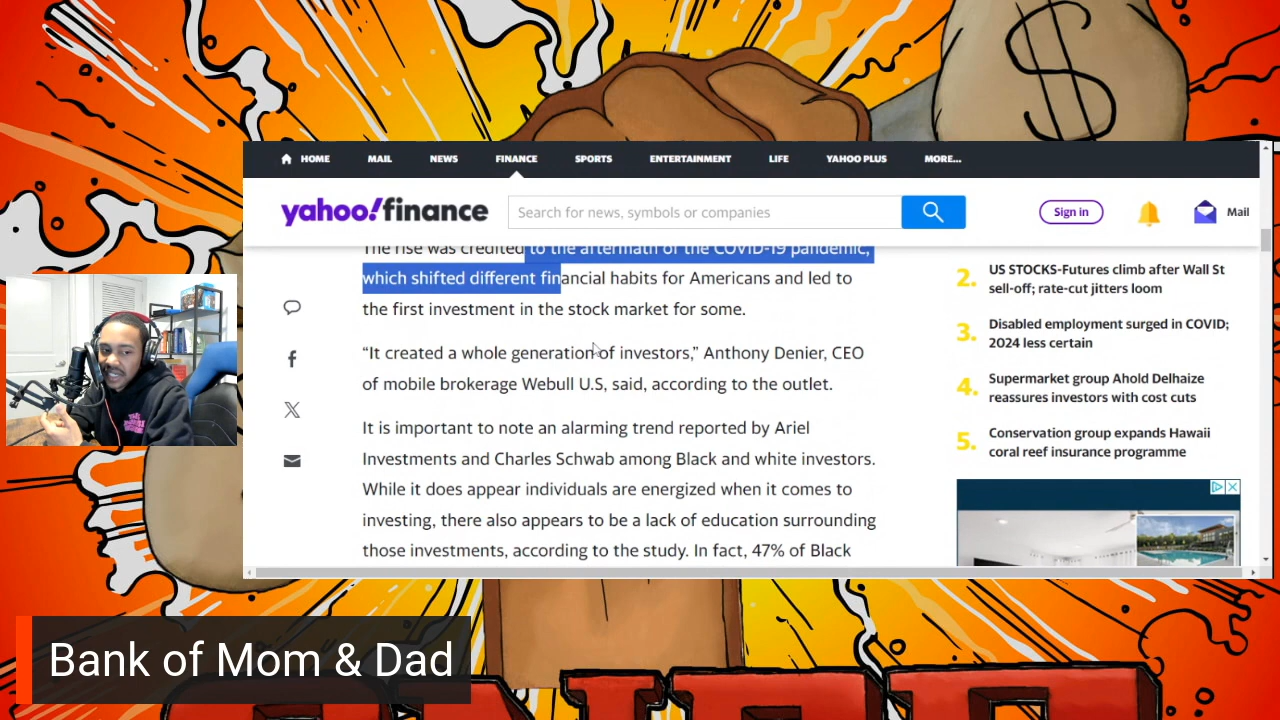 HOME MAIL NEWS FINANCE SPORTS ENTERTAINMENT LIFE YAHOO PLUS MORE...
yahoo!finance
Search for news, symbols or companies
Sign in
Mail
The rise was credited to the aftermath of the COVID-19 pandemic,
which shifted different financial habits for Americans and led to
the first investment in the stock market for some.
“It created a whole generation of investors,” Anthony Denier, CEO
of mobile brokerage Webull U.S, said, according to the outlet.
It is important to note an alarming trend reported by Ariel
Investments and Charles Schwab among Black and white investors.
While it does appear individuals are energized when it comes to
investing, there also appears to be a lack of education surrounding
those investments, according to the study. In fact, 47% of Black
2. US STOCKS-Futures climb after Wall St
sell-off; rate-cut jitters loom
3. Disabled employment surged in COVID;
2024 less certain
4. Supermarket group Ahold Delhaize
reassures investors with cost cuts
5. Conservation group expands Hawaii
coral reef insurance programme
$
Bank of Mom & Dad